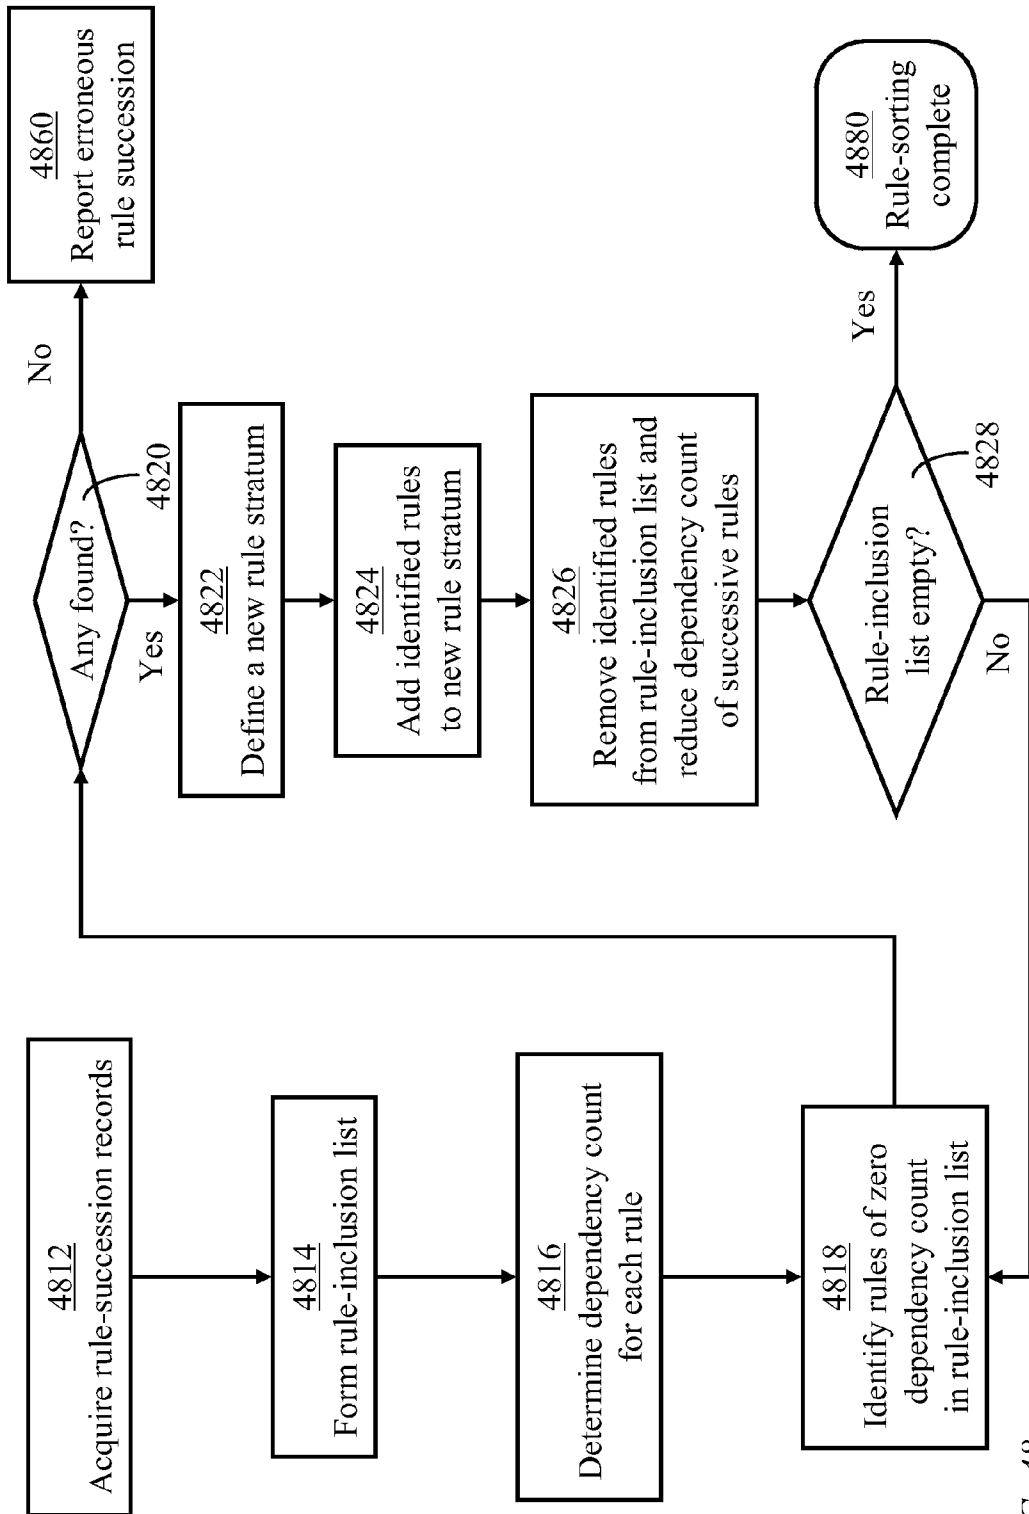 4812
Acquire rule-succession records
4814
Form rule-inclusion list
4816
Determine dependency count
for each rule
4818
Identify rules of zero
dependency count
in rule-inclusion list
Any found?
4820
No
Yes
4860
Report erroneous
rule succession
4822
Define a new rule stratum
4824
Add identified rules
to new rule stratum
4826
Remove identified rules
from rule-inclusion list and
reduce dependency count
of successive rules
Rule-inclusion
list empty?
4828
Yes
No
4880
Rule-sorting
complete